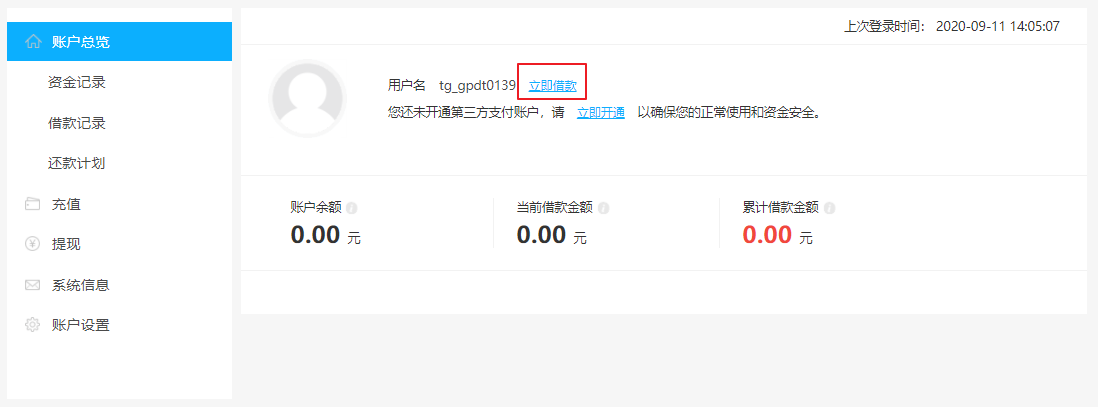 账户总览
资金记录
借款记录
还款计划
充值
提现
系统信息
账户设置
上次登录时间： 2020-09-11 14:05:07
用户名 tg_gpdt0139 立即借款
您还未开通第三方支付账户，请 立即开通 以确保您的正常使用和资金安全。
账户余额 当前借款金额 累计借款金额
0.00 元 0.00 元 0.00 元